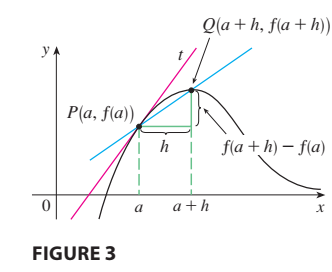 Q(a + h, f(a + h))
y
t
P(a, f(a))
h
f(a + h) − f(a)
0
a
a + h
x
FIGURE 3